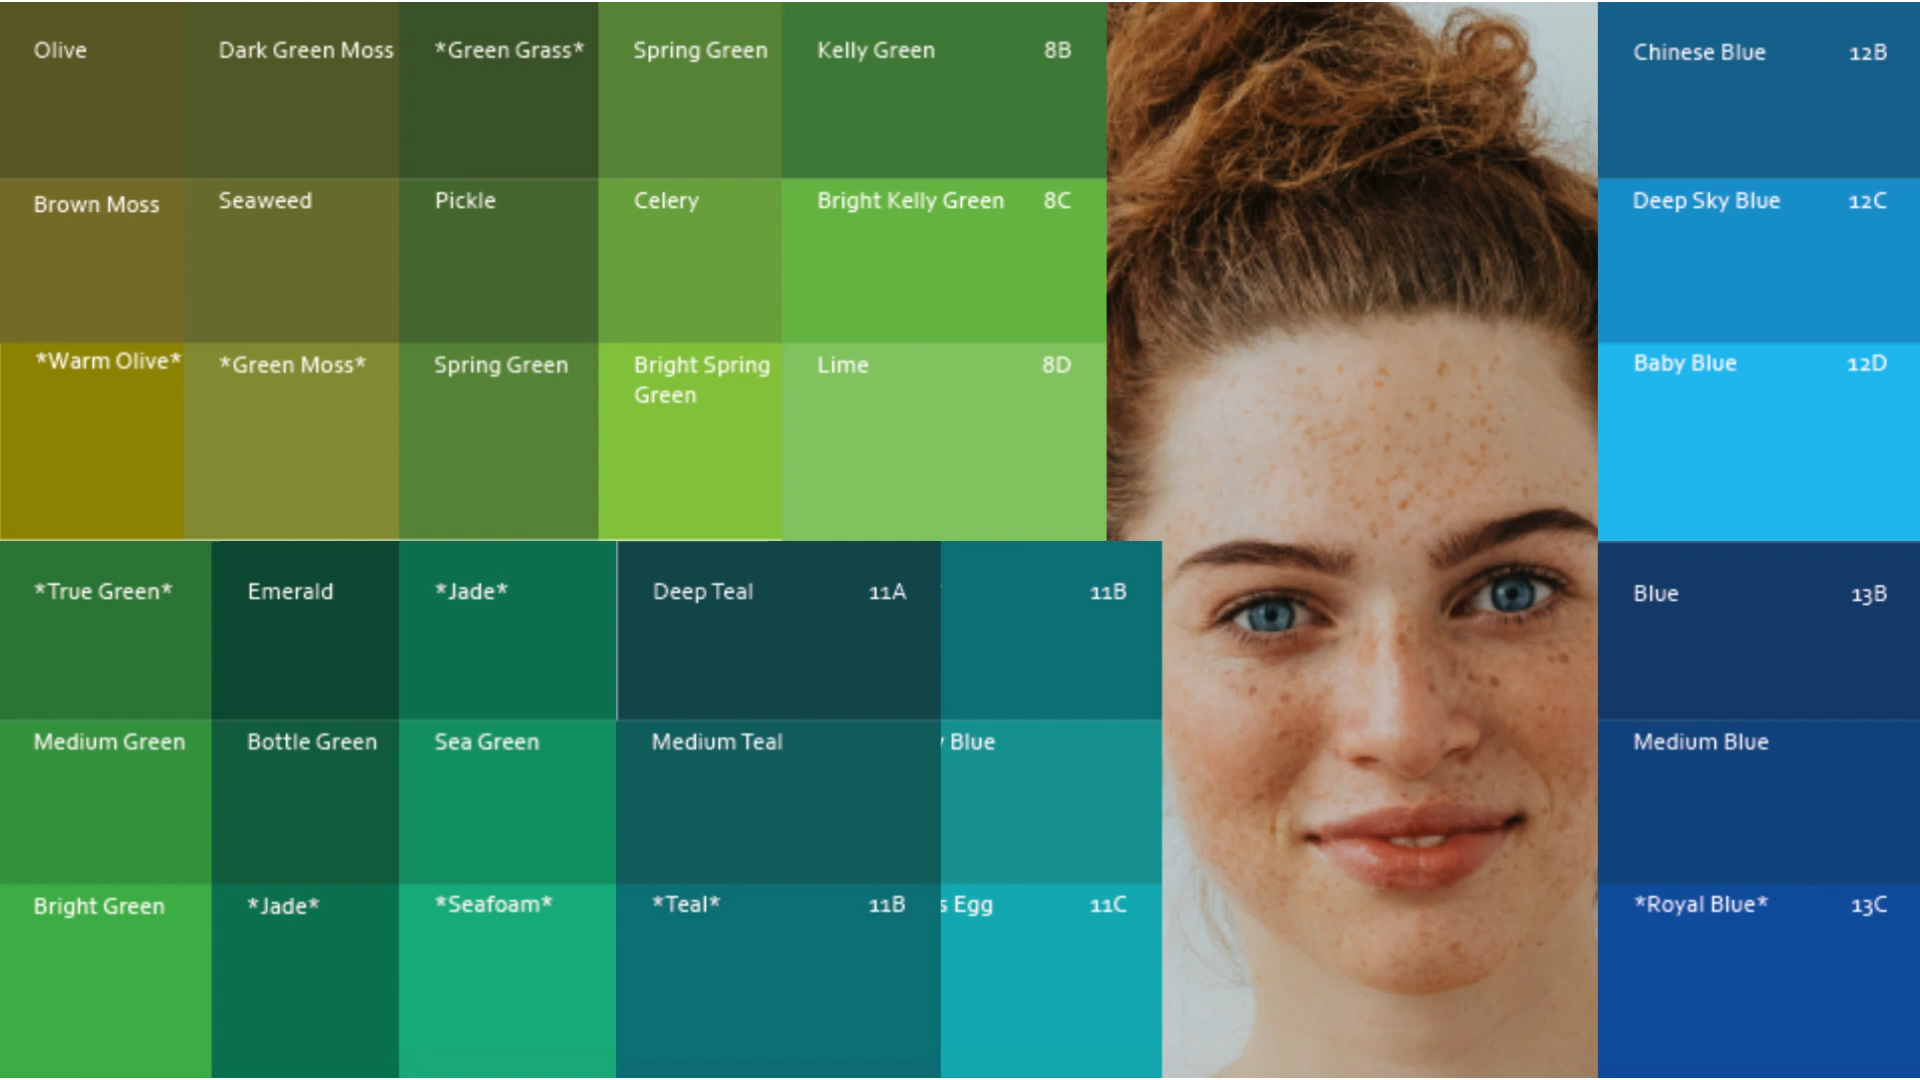 Olive
Dark Green Moss
*Green Grass*
Spring Green
Kelly Green 8B
Chinese Blue 12B
Brown Moss
Seaweed
Pickle
Celery
Bright Kelly Green 8C
Deep Sky Blue 12C
*Warm Olive*
*Green Moss*
Spring Green
Bright Spring
Green
Lime 8D
Baby Blue 12D
*True Green*
Emerald
*Jade*
Deep Teal 11A
11B
Blue 13B
Medium Green
Bottle Green
Sea Green
Medium Teal
Blue
Medium Blue
Bright Green
*Jade*
*Seafoam*
*Teal* 11B
s Egg 11C
*Royal Blue* 13C